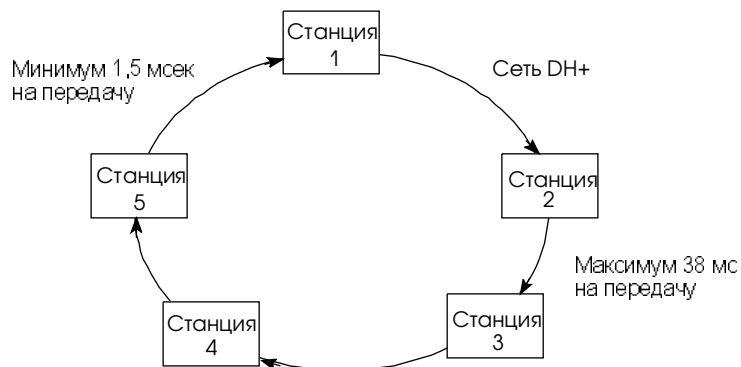 Станция
1
Минимум 1,5 мсек
на передачу
Сеть DH+
Станция
5
Станция
2
Максимум 38 мс
на передачу
Станция
4
Станция
3